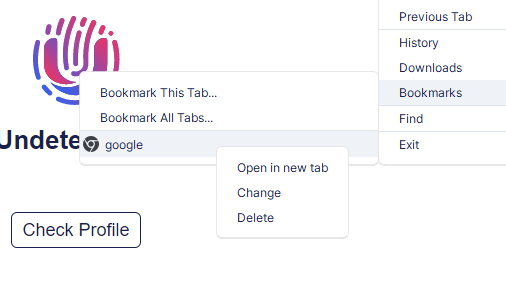 Previous Tab
History
Downloads
Bookmarks
Find
Exit
Bookmark This Tab...
Bookmark All Tabs...
google
Open in new tab
Change
Delete
Undete
Check Profile